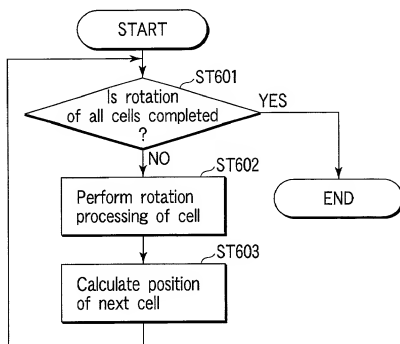 START
ST601
Is rotation
of all cells completed
?
YES
NO
ST602
Perform rotation
processing of cell
END
ST603
Calculate position
of next cell